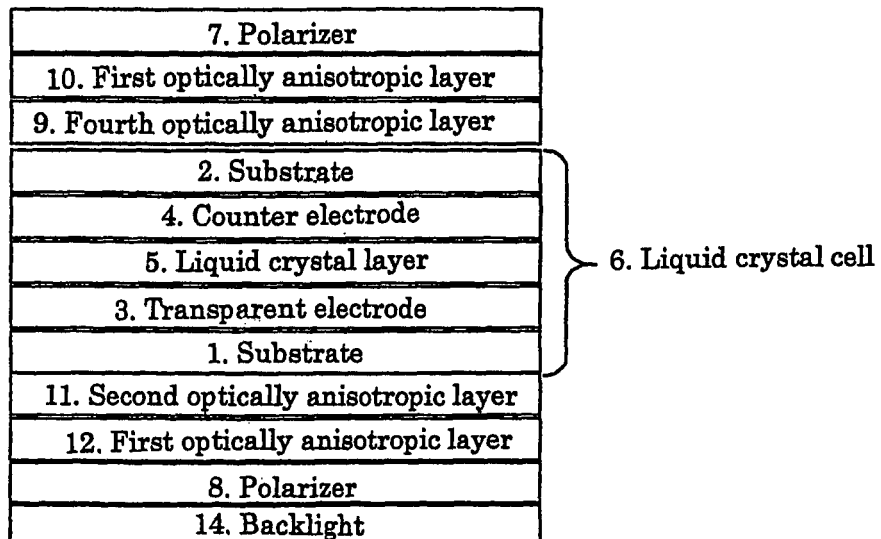 7. Polarizer
10. First optically anisotropic layer
9. Fourth optically anisotropic layer
2. Substrate
4. Counter electrode
5. Liquid crystal layer
6. Liquid crystal cell
3. Transparent electrode
1. Substrate
11. Second optically anisotropic layer
12. First optically anisotropic layer
8. Polarizer
14. Backlight